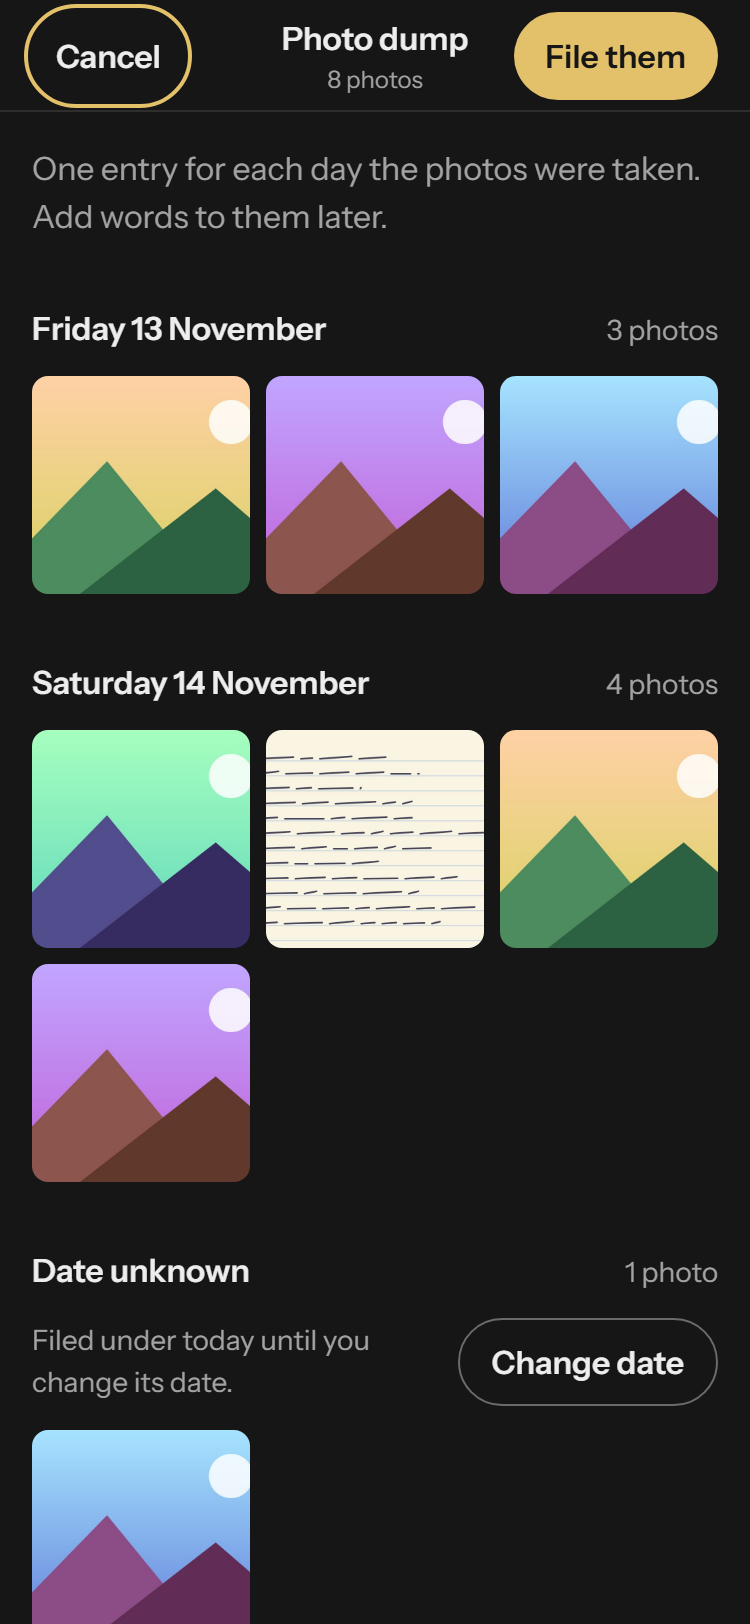 Cancel
Photo dump
8 photos
File them
One entry for each day the photos were taken.
Add words to them later.
Friday 13 November
3 photos
Saturday 14 November
4 photos
Date unknown
1 photo
Filed under today until you
change its date.
Change date